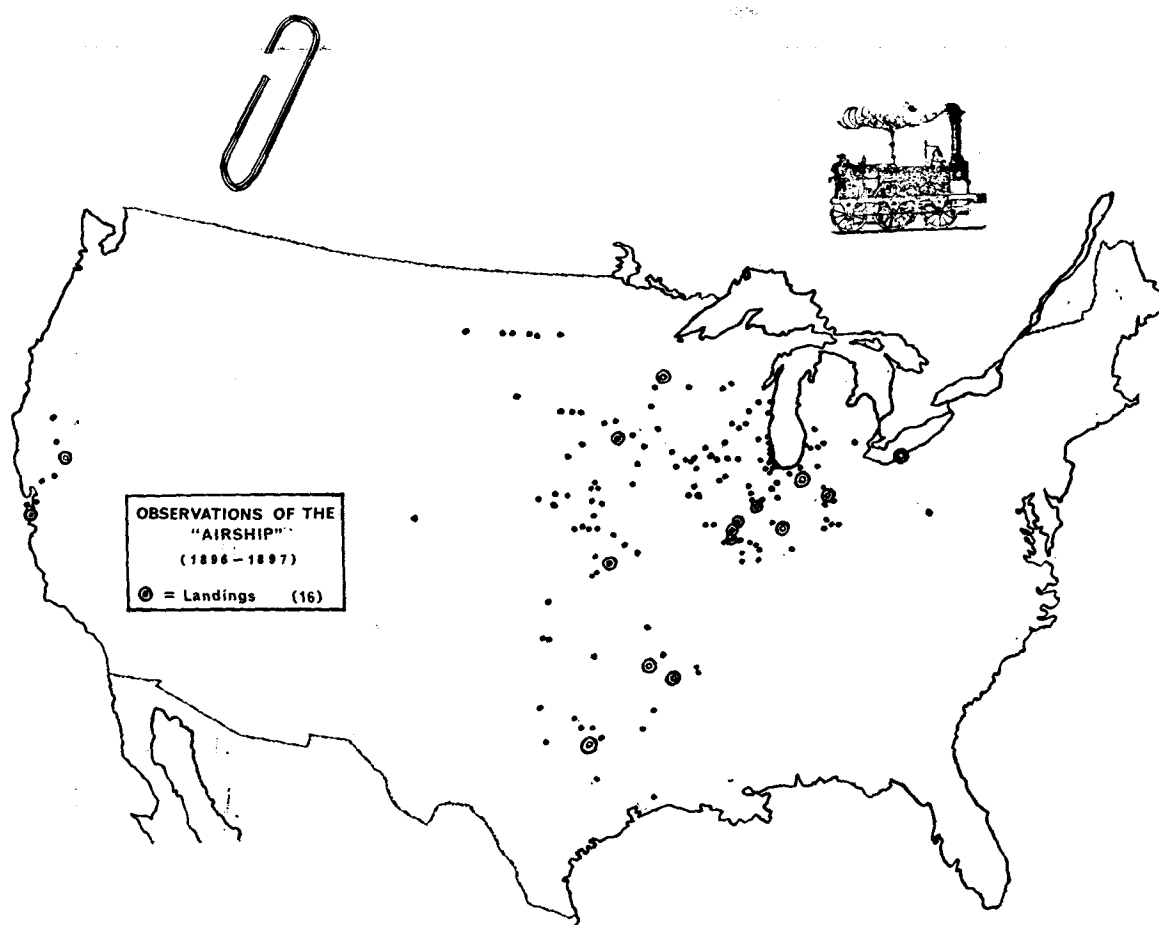 OBSERVATIONS OF THE
"AIRSHIP"
(1896-1897)
= Landings (16)